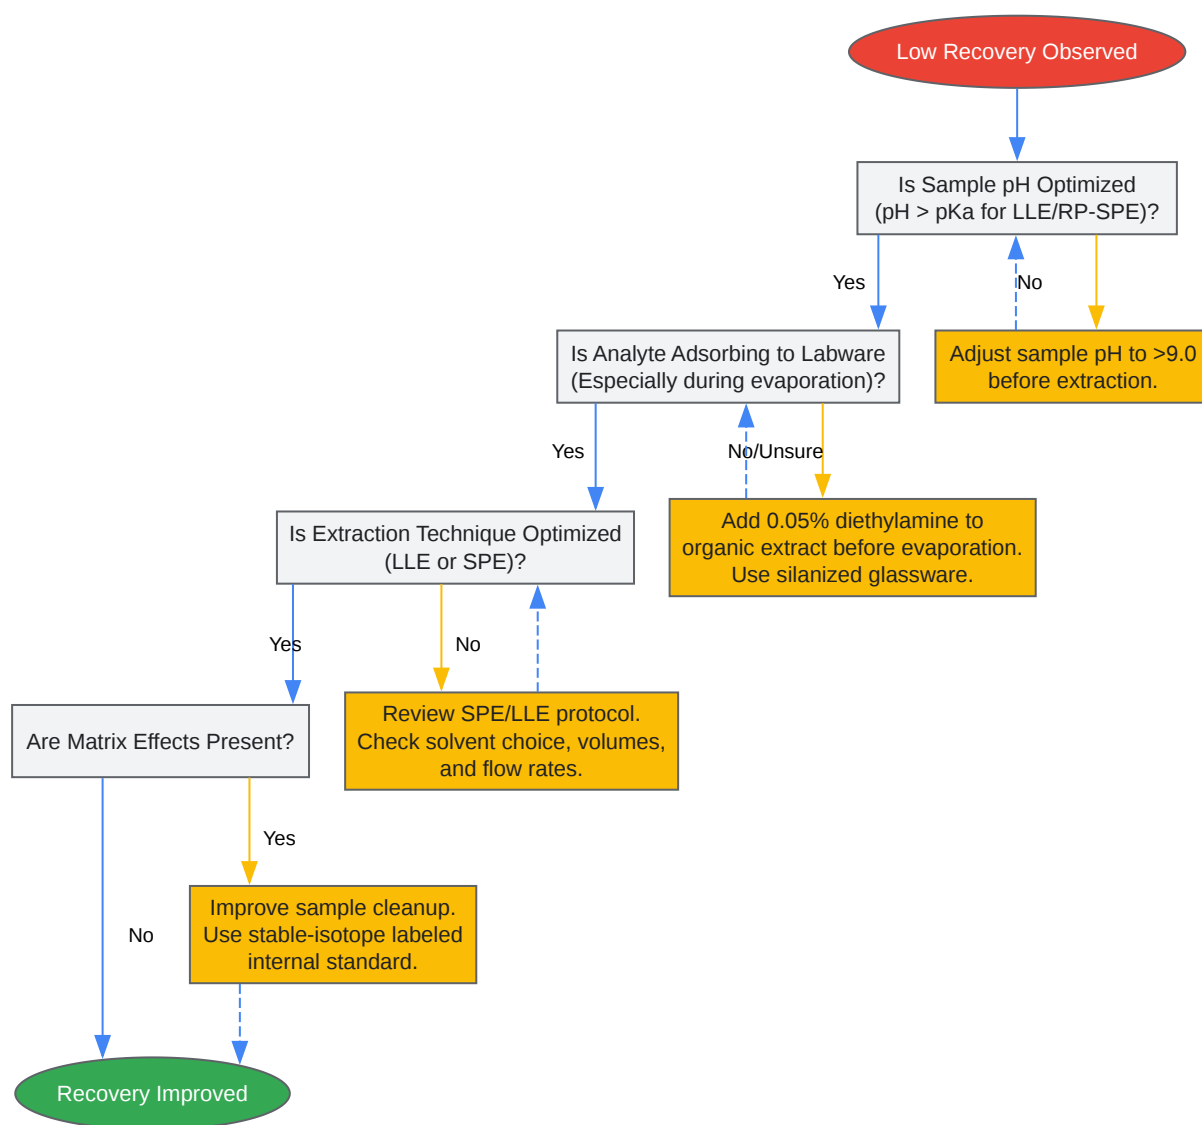 Low Recovery Observed
Is Sample pH Optimized
(pH > pKa for LLE/RP-SPE)?
Yes
No
Is Analyte Adsorbing to Labware
(Especially during evaporation)?
Adjust sample pH to >9.0
before extraction.
Yes
No/Unsure
Is Extraction Technique Optimized
(LLE or SPE)?
Add 0.05% diethylamine to
organic extract before evaporation.
Use silanized glassware.
Yes
No
Are Matrix Effects Present?
Review SPE/LLE protocol.
Check solvent choice, volumes,
and flow rates.
Yes
No
Improve sample cleanup.
Use stable-isotope labeled
internal standard.
Recovery Improved